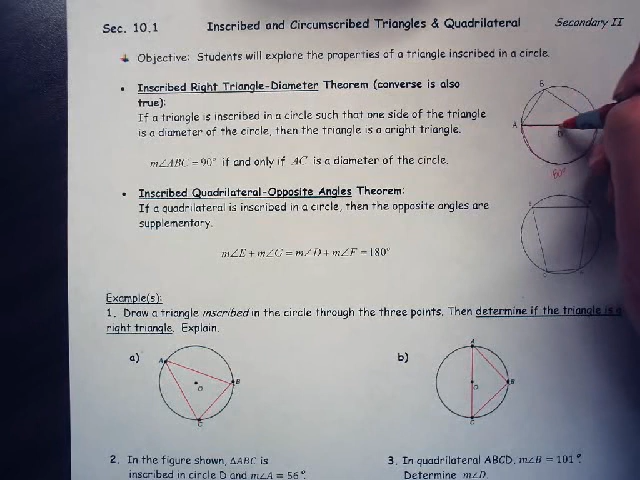 Sec. 10.1 Inscribed and Circumscribed Triangles & Quadrilateral Secondary II
Objective: Students will explore the properties of a triangle inscribed in a circle.
• Inscribed Right Triangle-Diameter Theorem (converse is also
true):
If a triangle is inscribed in a circle such that one side of the triangle
is a diameter of the circle, then the triangle is a aright triangle.
B
A
m∠ABC = 90° if and only if AC is a diameter of the circle.
• Inscribed Quadrilateral-Opposite Angles Theorem:
If a quadrilateral is inscribed in a circle, then the opposite angles are
supplementary.
m∠E + m∠G = m∠D + m∠F = 180°
Example(s):
1. Draw a triangle inscribed in the circle through the three points. Then determine if the triangle is a
right triangle. Explain.
a) b)
A B C O
A B C O
2. In the figure shown, △ABC is
inscribed in circle D and m∠A = 56°.
3. In quadrilateral ABCD, m∠B = 101°.
Determine m∠D.